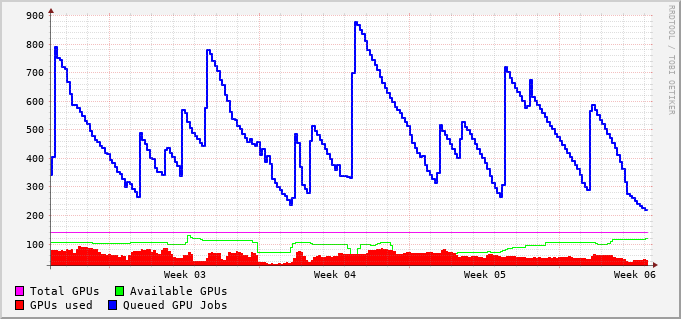 900
800
700
600
500
400
300
200
100
Week 03 Week 04 Week 05 Week 06
Total GPUs Available GPUs
GPUs used Queued GPU Jobs
RRDTOOL / TOBI OETIKER